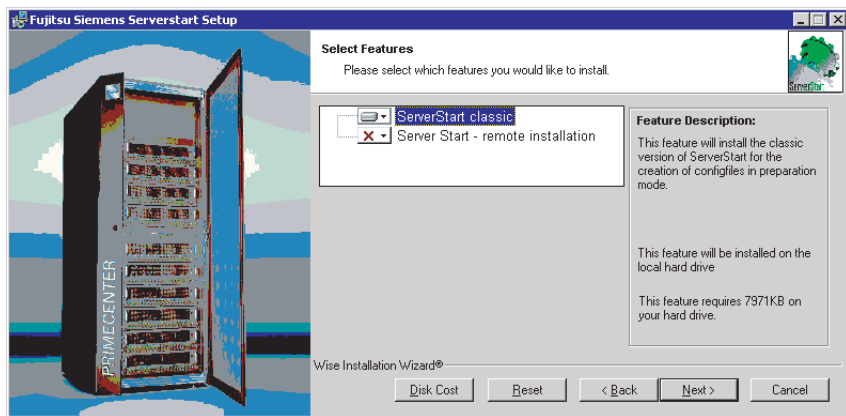 Fujitsu Siemens Serverstart Setup
Select Features
Please select which features you would like to install.
ServerStart
ServerStart classic
Server Start - remote installation
Feature Description:
This feature will install the classic
version of ServerStart for the
creation of configfiles in preparation
mode.
This feature will be installed on the
local hard drive
This feature requires 7971KB on
your hard drive.
PRIMECENTER
Wise Installation Wizard®
Disk Cost
Reset
< Back
Next >
Cancel